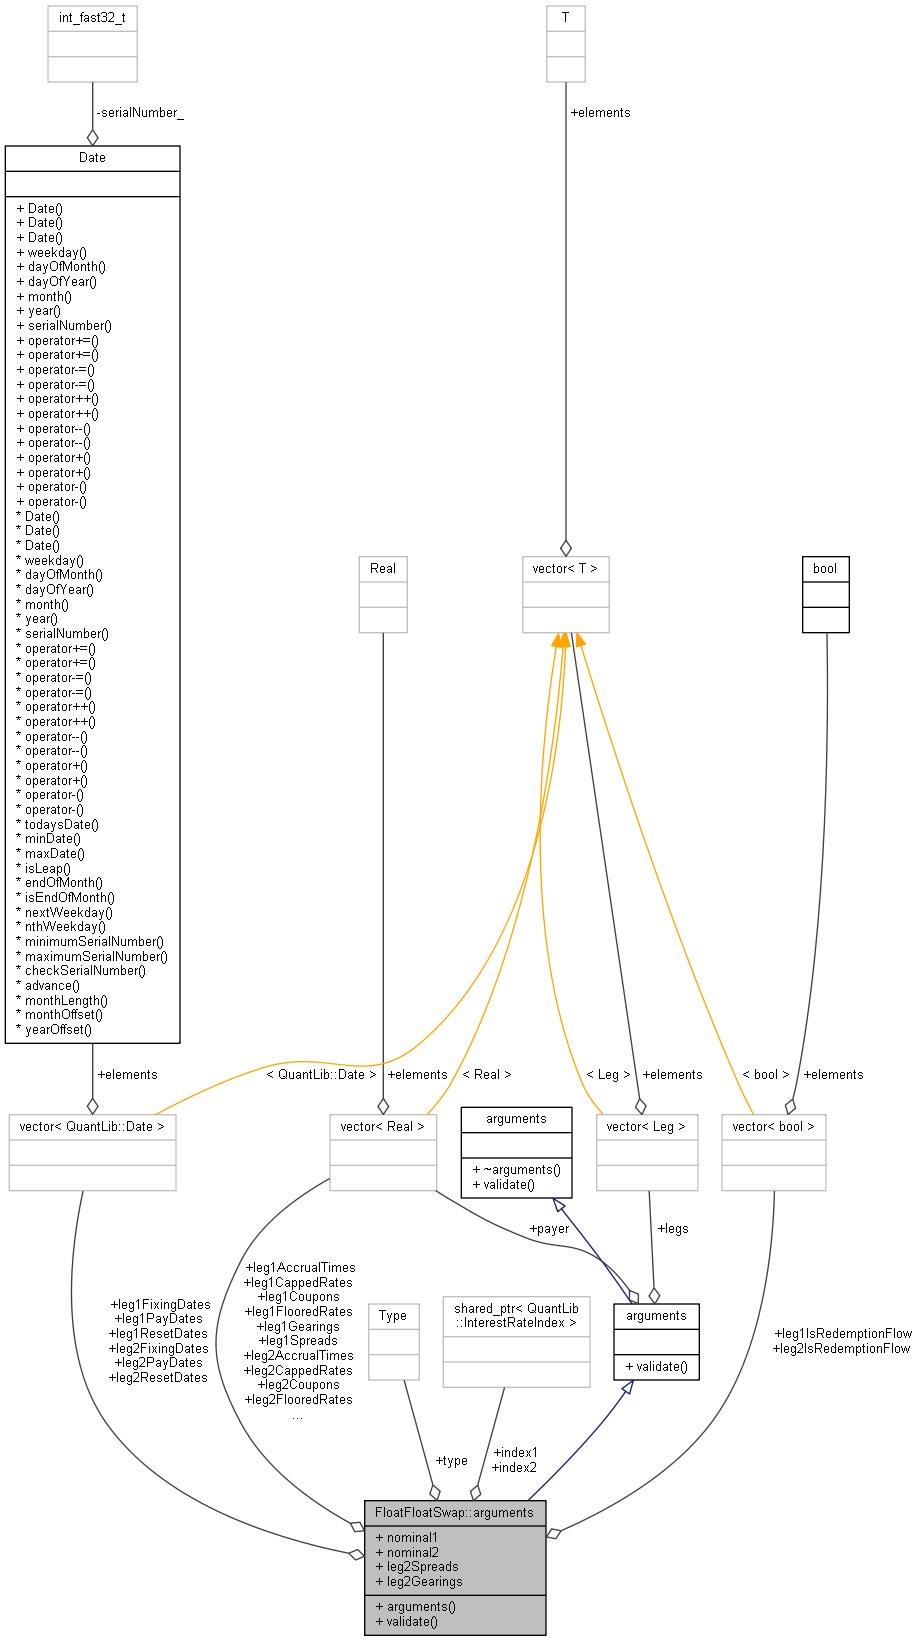 int_fast32_t
T
-serialNumber_
+elements
Date
+ Date()
+ Date()
+ Date()
+ weekday()
+ dayOfMonth()
+ dayOfYear()
+ month()
+ year()
+ serialNumber()
+ operator+=()
+ operator+=()
+ operator-=()
+ operator-=()
+ operator++()
+ operator++()
+ operator--()
+ operator--()
+ operator+()
+ operator+()
+ operator-()
+ operator-()
* Date()
* Date()
* Date()
* weekday()
* dayOfMonth()
* dayOfYear()
* month()
* year()
* serialNumber()
* operator+=()
* operator+=()
* operator-=()
* operator-=()
* operator++()
* operator++()
* operator--()
* operator--()
* operator+()
* operator+()
* operator-()
* operator-()
* todaysDate()
* minDate()
* maxDate()
* isLeap()
* endOfMonth()
* isEndOfMonth()
* nextWeekday()
* nthWeekday()
* minimumSerialNumber()
* maximumSerialNumber()
* checkSerialNumber()
* advance()
* monthLength()
* monthOffset()
* yearOffset()
Real
vector< T >
bool
+elements
< QuantLib::Date >
+elements
< Real >
< Leg >
+elements
< bool >
+elements
vector< QuantLib::Date >
vector< Real >
arguments
+ ~arguments()
+ validate()
vector< Leg >
vector< bool >
+payer
+legs
+leg1FixingDates
+leg1PayDates
+leg1ResetDates
+leg2FixingDates
+leg2PayDates
+leg2ResetDates
+leg1AccrualTimes
+leg1CappedRates
+leg1Coupons
+leg1FlooredRates
+leg1Gearings
+leg1Spreads
+leg2AccrualTimes
+leg2CappedRates
+leg2Coupons
+leg2FlooredRates
...
Type
shared_ptr< QuantLib
::InterestRateIndex >
arguments
+ validate()
+leg1IsRedemptionFlow
+leg2IsRedemptionFlow
+type
+index1
+index2
FloatFloatSwap::arguments
+ nominal1
+ nominal2
+ leg2Spreads
+ leg2Gearings
+ arguments()
+ validate()